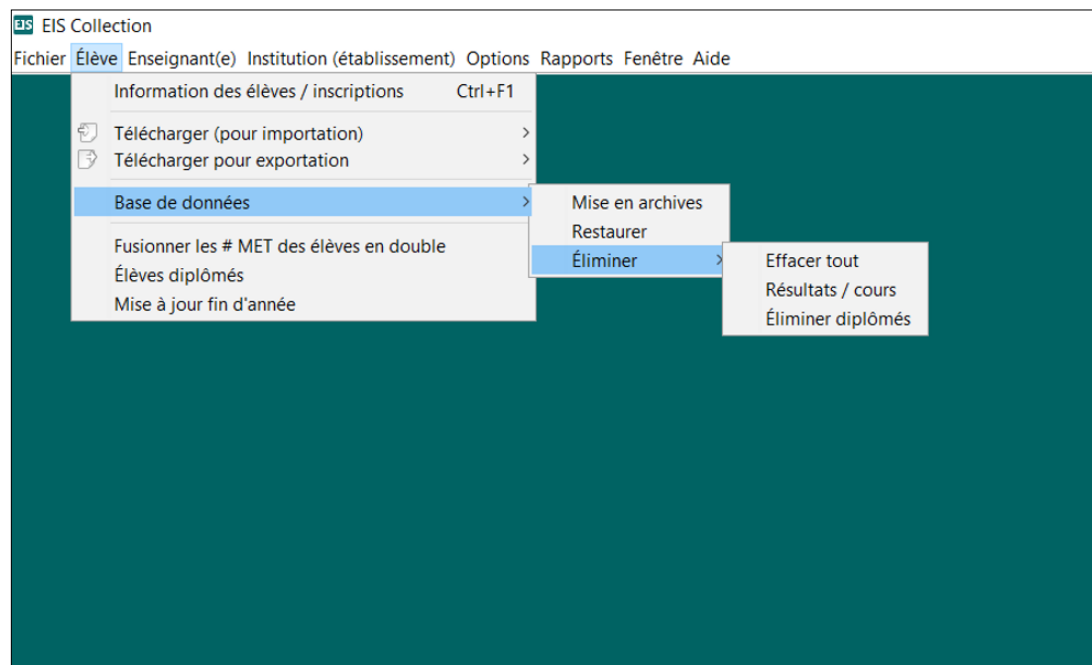 EIS EIS Collection
Fichier Élève Enseignant(e) Institution (établissement) Options Rapports Fenêtre Aide
Information des élèves / inscriptions Ctrl+F1
Télécharger (pour importation)
Télécharger pour exportation
Base de données
Mise en archives
Restaurer
Éliminer
Effacer tout
Résultats / cours
Éliminer diplômés
Fusionner les # MET des élèves en double
Élèves diplômés
Mise à jour fin d'année